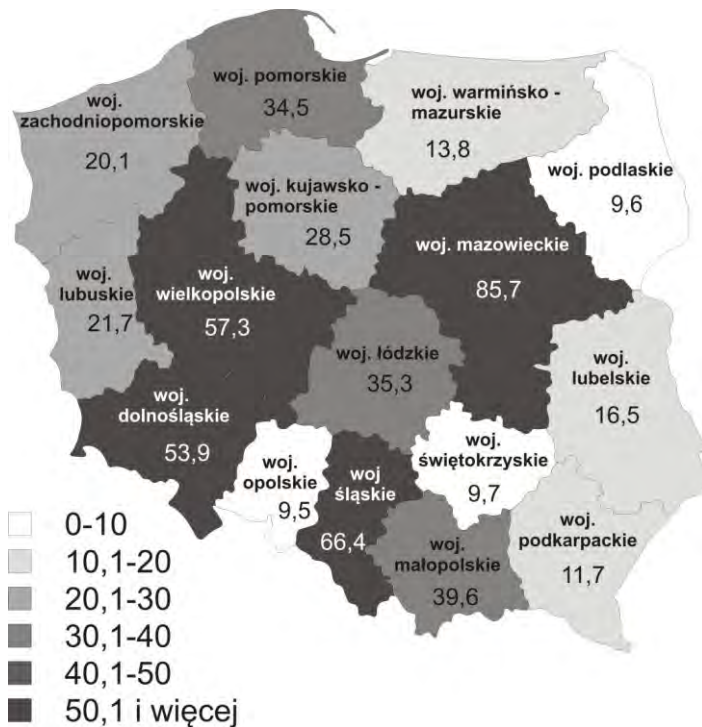 woj. pomorskie
34,5
woj. warmińsko -
mazurskie
13,8
woj.
zachodniopomorskie
20,1
woj. podlaskie
9,6
woj. kujawsko -
pomorskie
28,5
woj. mazowieckie
85,7
woj.
lubuskie
21,7
woj.
wielkopolskie
57,3
woj. łódzkie
35,3
woj.
lubelskie
16,5
woj.
dolnośląskie
53,9
woj.
opolskie
9,5
woj
śląskie
66,4
woj.
świętokrzyskie
9,7
woj.
małopolskie
39,6
woj.
podkarpackie
11,7
0-10
10,1-20
20,1-30
30,1-40
40,1-50
50,1 i więcej